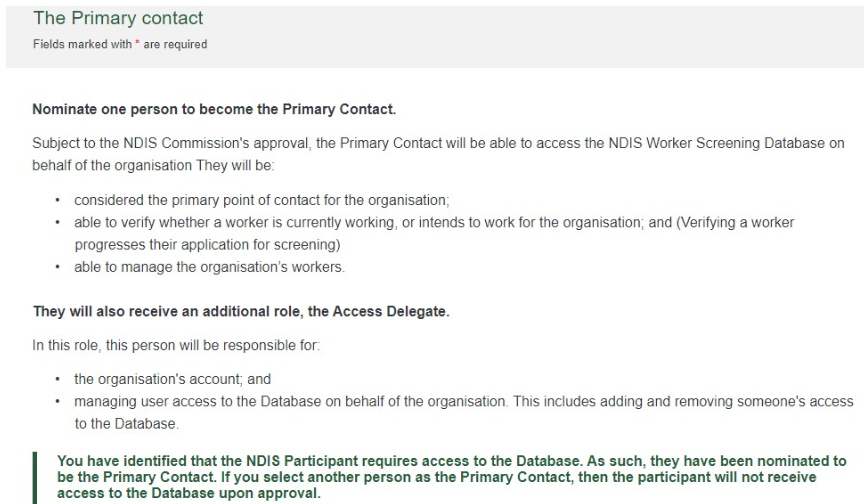 The Primary contact
Fields marked with * are required
Nominate one person to become the Primary Contact.
Subject to the NDIS Commission's approval, the Primary Contact will be able to access the NDIS Worker Screening Database on
behalf of the organisation They will be:
• considered the primary point of contact for the organisation;
• able to verify whether a worker is currently working, or intends to work for the organisation; and (Verifying a worker
progresses their application for screening)
• able to manage the organisation's workers.
They will also receive an additional role, the Access Delegate.
In this role, this person will be responsible for:
• the organisation's account; and
• managing user access to the Database on behalf of the organisation. This includes adding and removing someone's access
to the Database.
You have identified that the NDIS Participant requires access to the Database. As such, they have been nominated to
be the Primary Contact. If you select another person as the Primary Contact, then the participant will not receive
access to the Database upon approval.